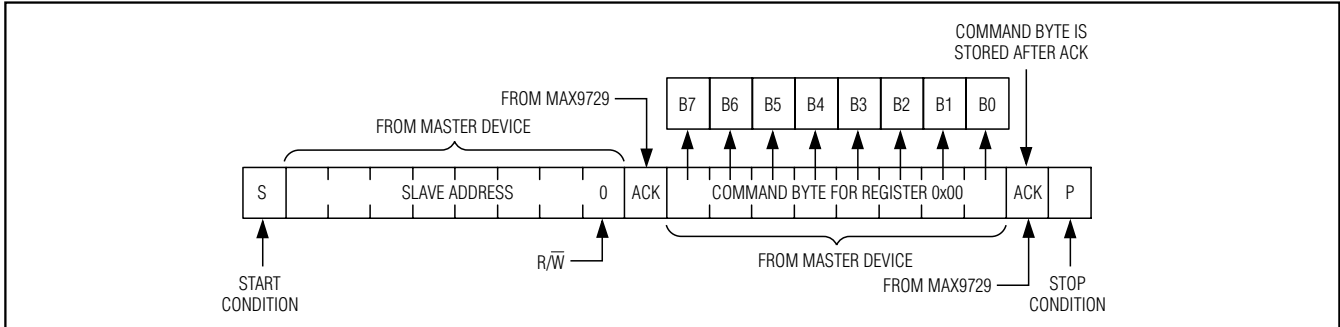 COMMAND BYTE IS
STORED AFTER ACK
B7 B6 B5 B4 B3 B2 B1 B0
FROM MAX9729
FROM MASTER DEVICE
S SLAVE ADDRESS 0 ACK COMMAND BYTE FOR REGISTER 0x00 ACK P
R/W̅
FROM MASTER DEVICE
START
CONDITION
FROM MAX9729
STOP
CONDITION